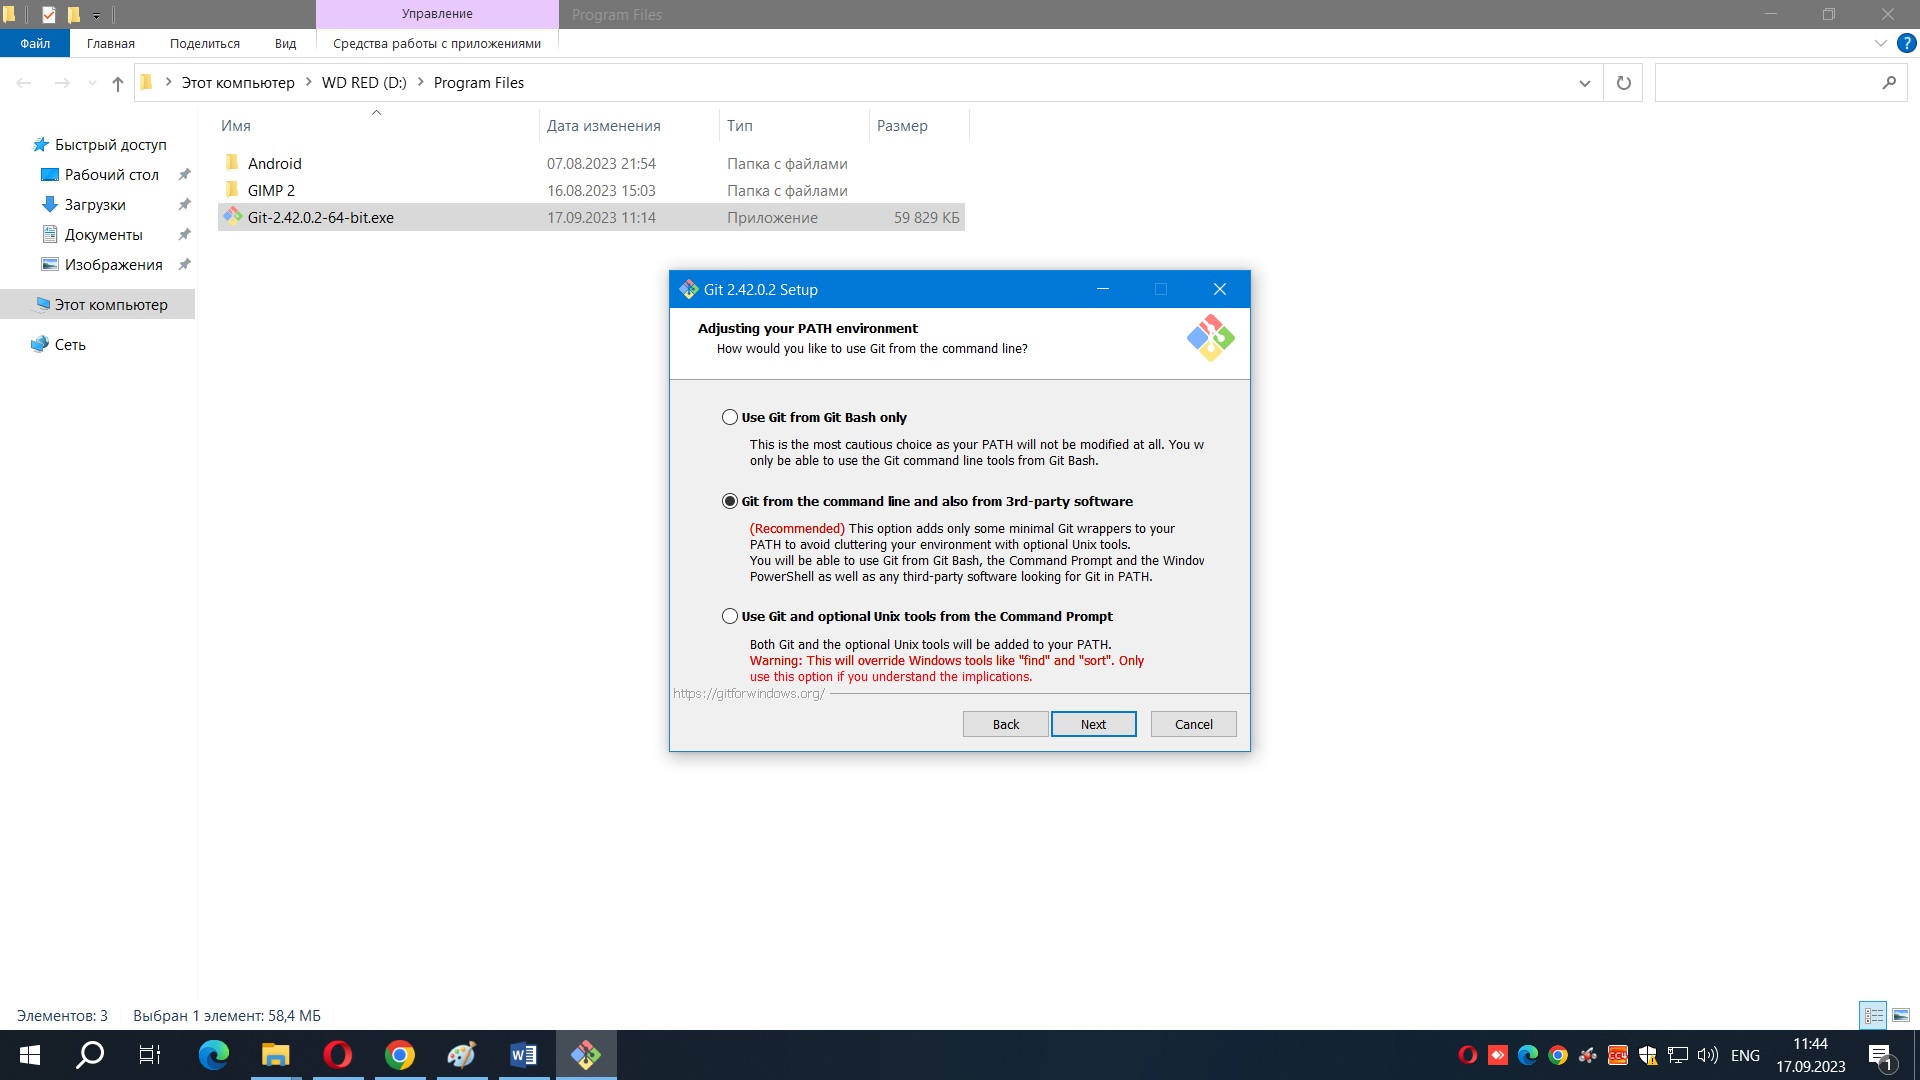 Управление
Program Files
Файл
Главная
Поделиться
Вид
Средства работы с приложениями
Этот компьютер
WD RED (D:)
Program Files
Имя
Дата изменения
Тип
Размер
Android
07.08.2023 21:54
Папка с файлами
GIMP 2
16.08.2023 15:03
Папка с файлами
Git-2.42.0.2-64-bit.exe
17.09.2023 11:14
Приложение
59 829 КБ
Быстрый доступ
Рабочий стол
Загрузки
Документы
Изображения
Этот компьютер
Сеть
Git 2.42.0.2 Setup
Adjusting your PATH environment
How would you like to use Git from the command line?
Use Git from Git Bash only
This is the most cautious choice as your PATH will not be modified at all. You w
only be able to use the Git command line tools from Git Bash.
Git from the command line and also from 3rd-party software
(Recommended) This option adds only some minimal Git wrappers to your
PATH to avoid cluttering your environment with optional Unix tools.
You will be able to use Git from Git Bash, the Command Prompt and the Window
PowerShell as well as any third-party software looking for Git in PATH.
Use Git and optional Unix tools from the Command Prompt
Both Git and the optional Unix tools will be added to your PATH.
Warning: This will override Windows tools like "find" and "sort". Only
use this option if you understand the implications.
https://gitforwindows.org/
Back
Next
Cancel
Элементов: 3
Выбран 1 элемент: 58,4 МБ
ENG
11:44
17.09.2023
1